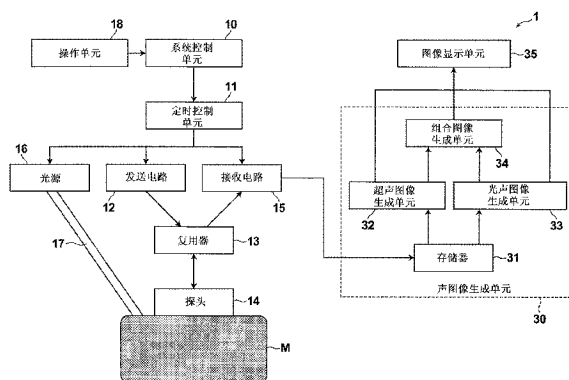 1
18
操作单元
10
系统控制
单元
图像显示单元
35
11
定时控制
单元
组合图像
生成单元
34
16
光源
发送电路
12
接收电路
15
超声图像
生成单元
32
光声图像
生成单元
33
17
复用器
13
存储器
31
声图像生成单元
30
探头
14
M